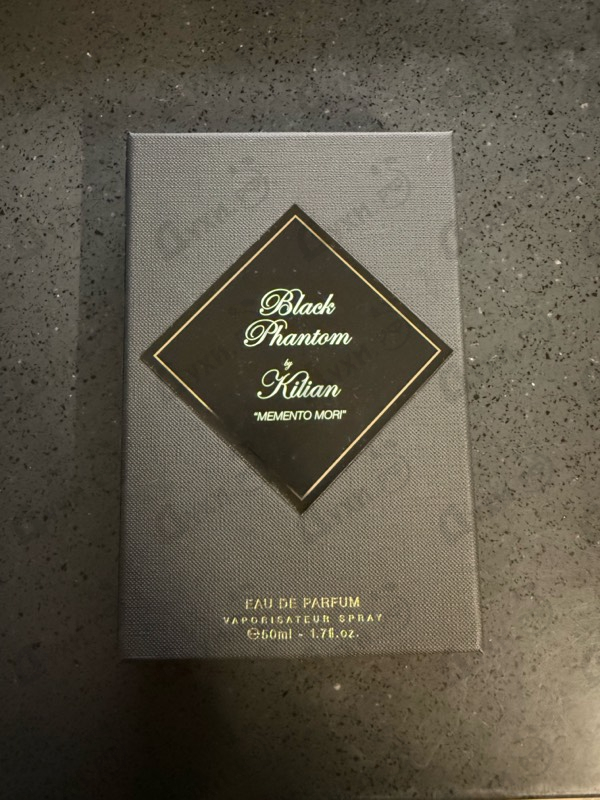 Black
Phantom
by
Kilian
"MEMENTO MORI"
EAU DE PARFUM
VAPORISATEUR SPRAY
℮50ml - 1.7fl.oz.